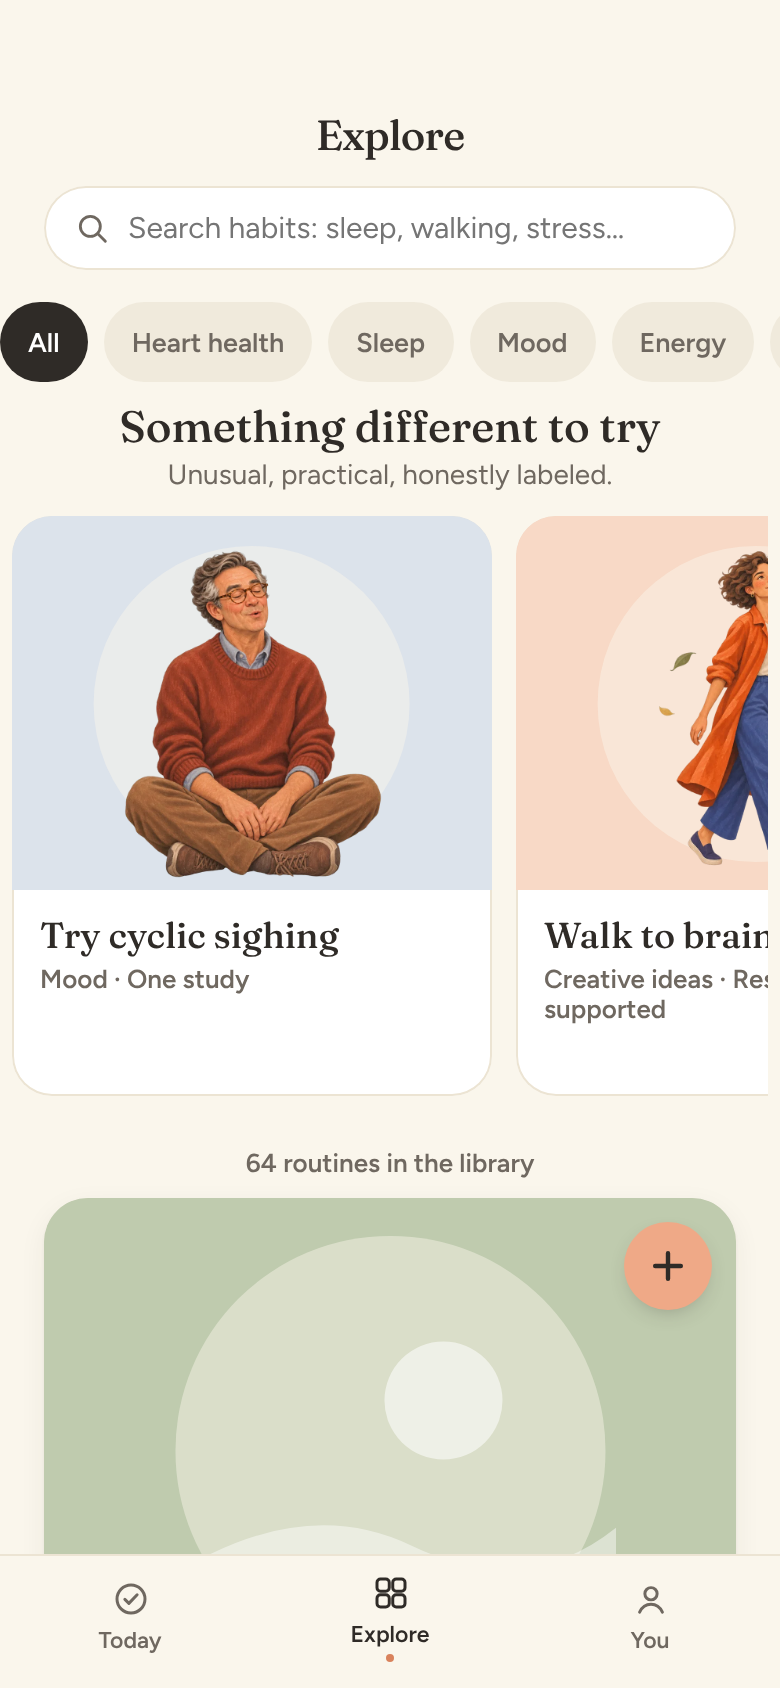 Explore
Search habits: sleep, walking, stress...
All
Heart health
Sleep
Mood
Energy
Something different to try
Unusual, practical, honestly labeled.
Try cyclic sighing
Mood · One study
Walk to brain
Creative ideas · Res
supported
64 routines in the library
Today
Explore
You